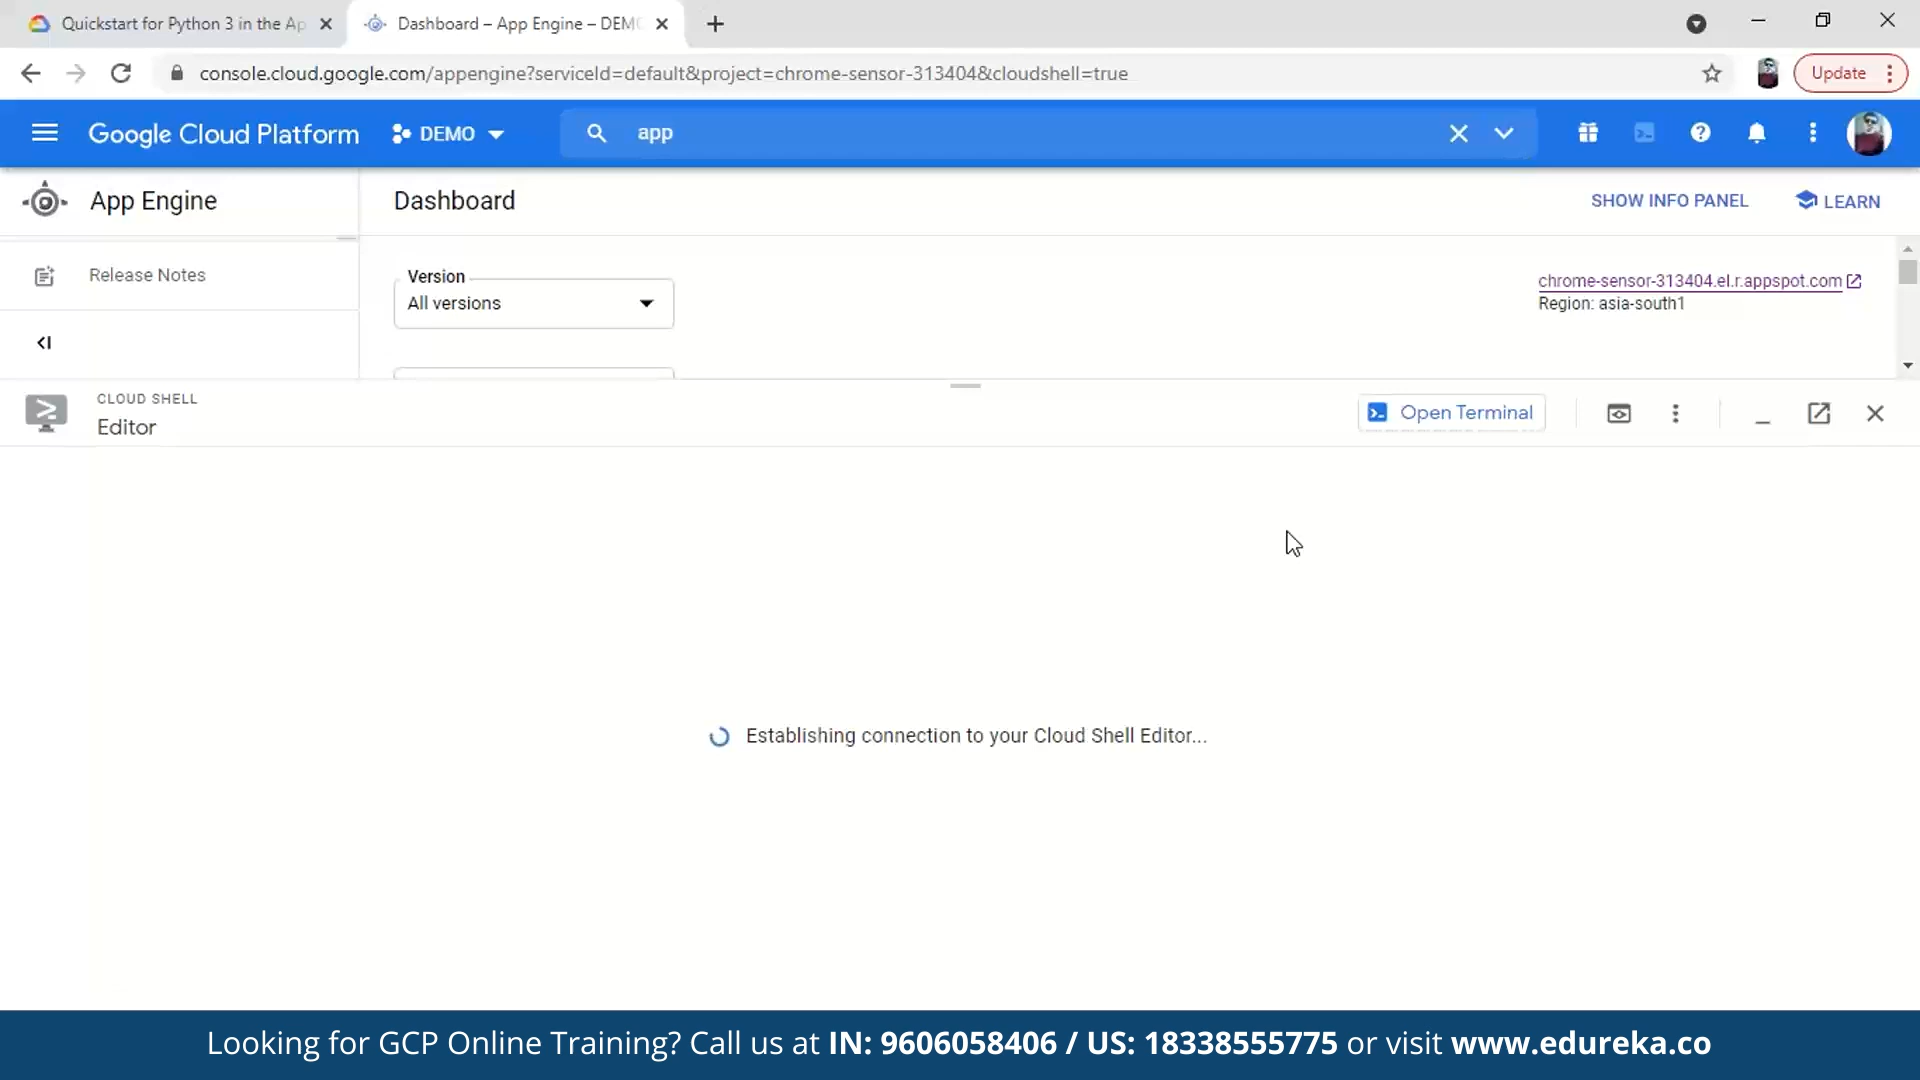 Quickstart for Python 3 in the Ap
Dashboard – App Engine – DEM
console.cloud.google.com/appengine?serviceId=default&project=chrome-sensor-313404&cloudshell=true
Update
Google Cloud Platform
DEMO
app
App Engine
Dashboard
SHOW INFO PANEL
LEARN
Release Notes
Version
All versions
chrome-sensor-313404.el.r.appspot.com
Region: asia-south1
CLOUD SHELL
Editor
Open Terminal
Establishing connection to your Cloud Shell Editor...
Looking for GCP Online Training? Call us at IN: 9606058406 / US: 18338555775 or visit www.edureka.co